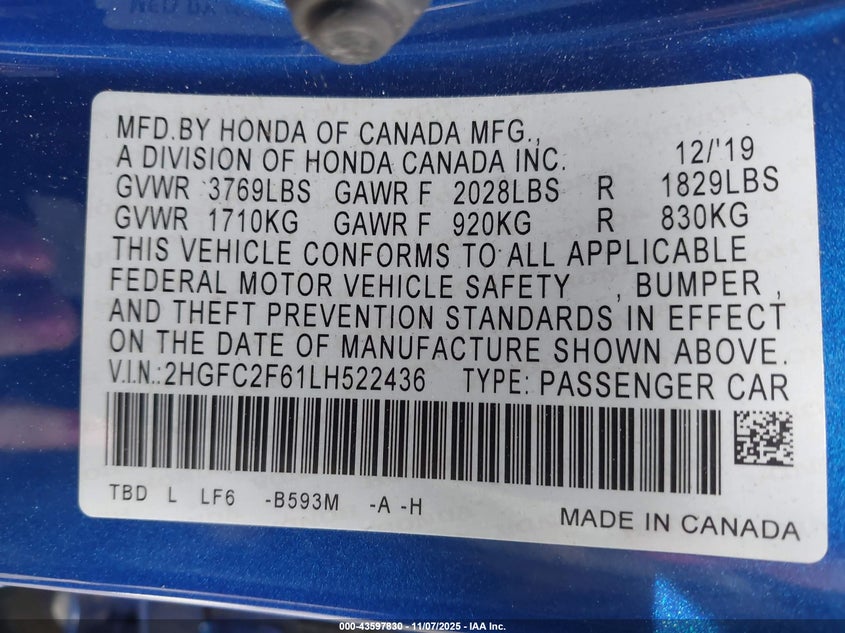 MFD.BY HONDA OF CANADA MFG.,
A DIVISION OF HONDA CANADA INC. 12/'19
GVWR 3769LBS GAWR F 2028LBS R 1829LBS
GVWR 1710KG GAWR F 920KG R 830KG
THIS VEHICLE CONFORMS TO ALL APPLICABLE
FEDERAL MOTOR VEHICLE SAFETY , BUMPER ,
AND THEFT PREVENTION STANDARDS IN EFFECT
ON THE DATE OF MANUFACTURE SHOWN ABOVE.
V.I.N.:2HGFC2F61LH522436 TYPE: PASSENGER CAR
TBD L LF6 -B593M -A -H
MADE IN CANADA
000-43597830 - 11/07/2025 - IAA Inc.